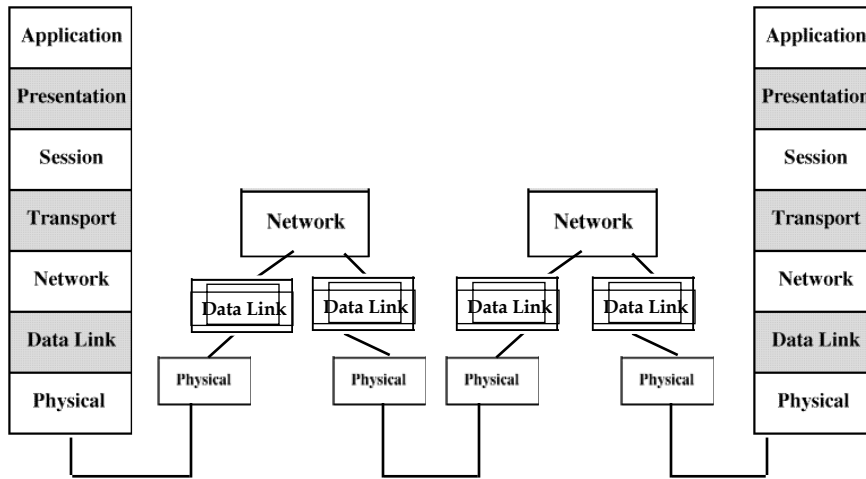 Application
Presentation
Session
Transport
Network
Data Link
Physical
Network
Data Link
Data Link
Physical
Physical
Network
Data Link
Data Link
Physical
Physical
Application
Presentation
Session
Transport
Network
Data Link
Physical